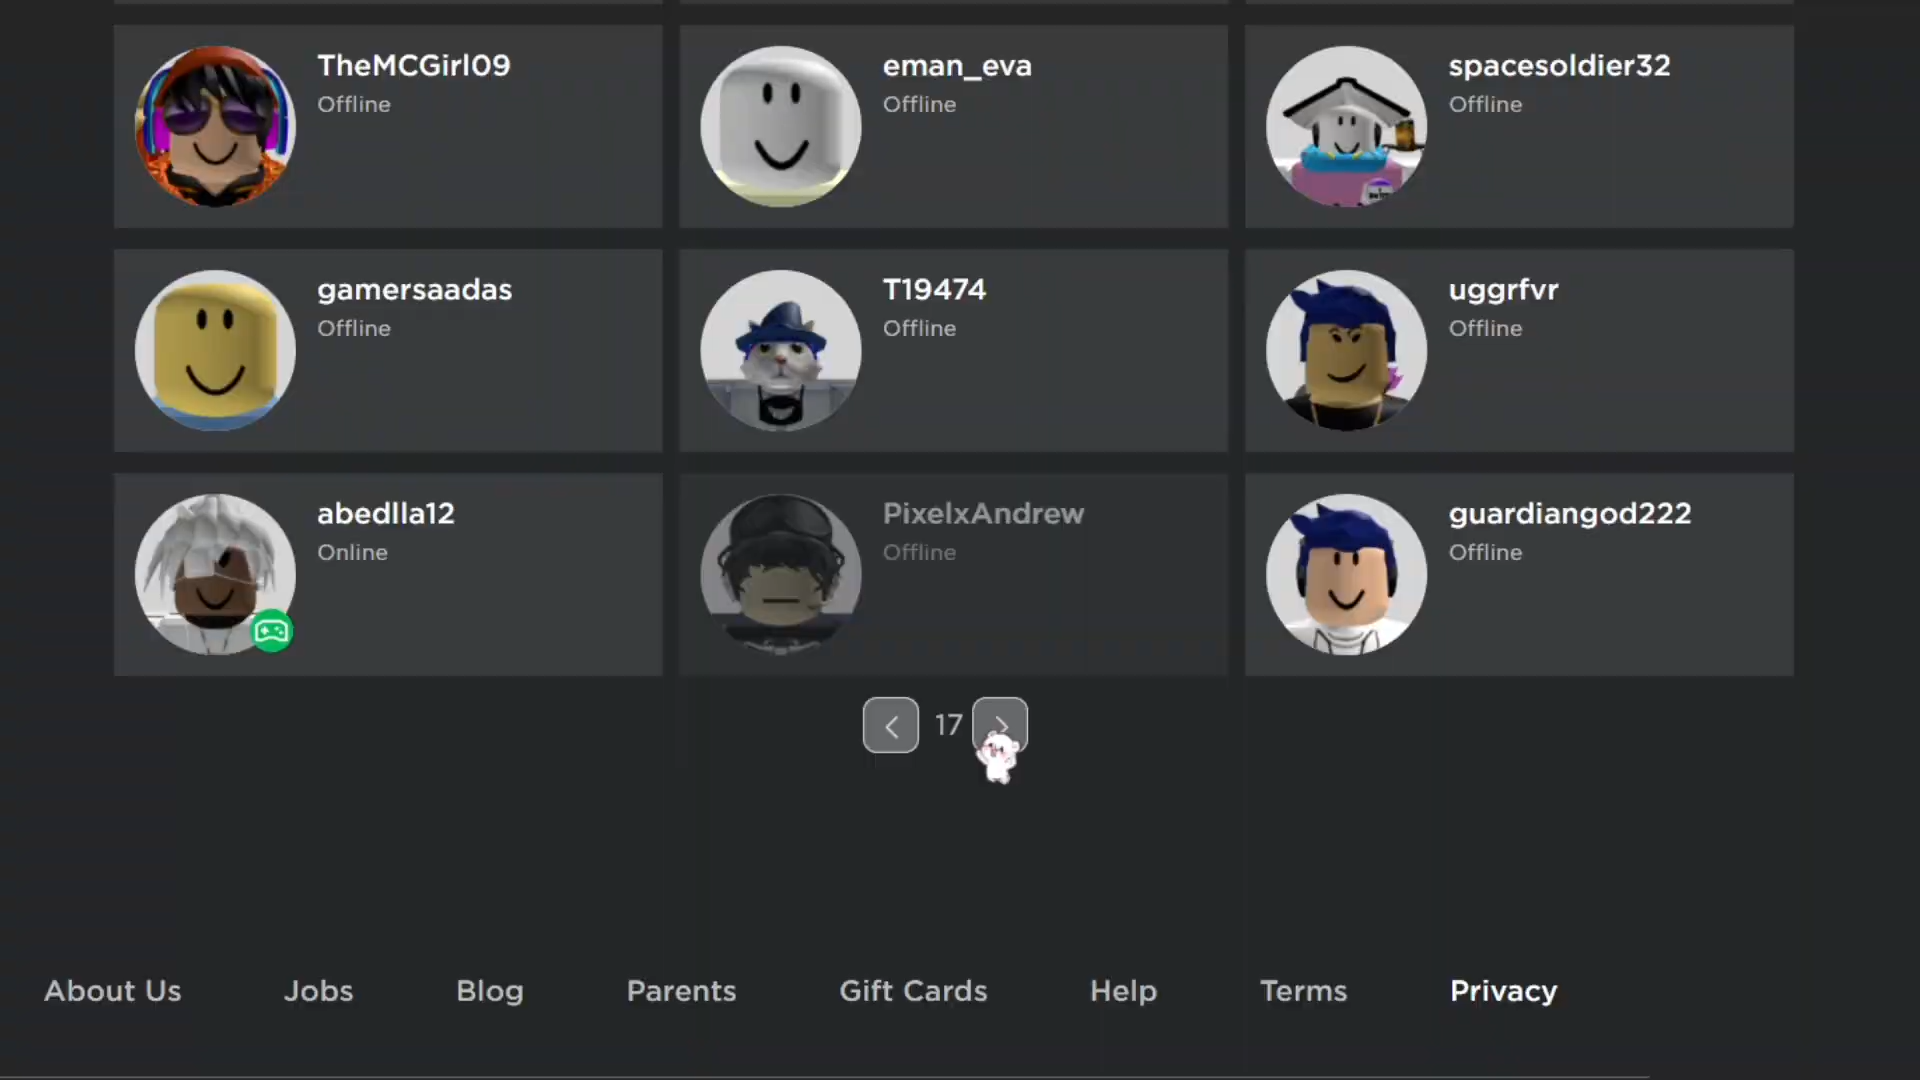 TheMCGirl09
Offline
eman_eva
Offline
spacesoldier32
Offline
gamersaadas
Offline
T19474
Offline
uggrfvr
Offline
abedlla12
Online
PixelxAndrew
Offline
guardiangod222
Offline
17
About Us
Jobs
Blog
Parents
Gift Cards
Help
Terms
Privacy